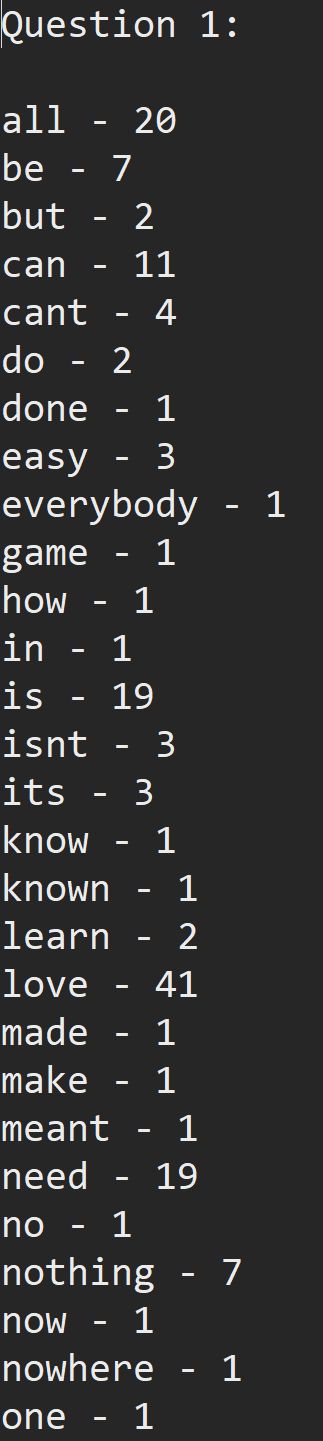 Question 1:
all - 20
be - 7
but - 2
can - 11
cant - 4
do - 2
done - 1
easy - 3
everybody - 1
game - 1
how - 1
in - 1
is - 19
isnt - 3
its - 3
know - 1
known - 1
learn - 2
love - 41
made - 1
make - 1
meant - 1
need - 19
no - 1
nothing - 7
now - 1
nowhere - 1
one - 1